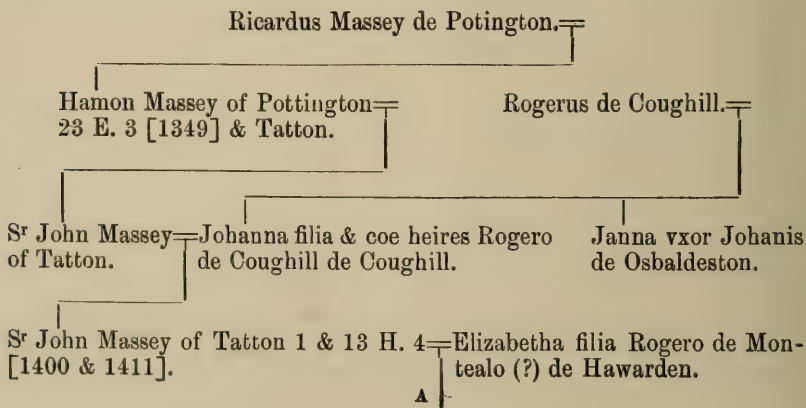 Ricardus Massey de Potington.
Hamon Massey of Pottington
23 E. 3 [1349] & Tatton.
Rogerus de Coughill.
Sr John Massey
of Tatton.
Johanna filia & coe heires Rogero
de Coughill de Coughill.
Janna vxor Johanis
de Osbaldeston.
Sr John Massey of Tatton 1 & 13 H. 4
[1400 & 1411].
Elizabetha filia Rogero de Mon-
tealo (?) de Hawarden.
A